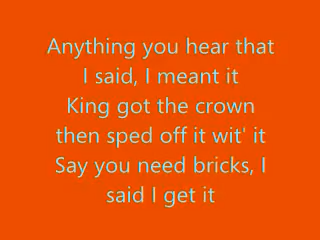 Anything you hear that
I said, I meant it
King got the crown
then sped off it wit' it
Say you need bricks, I
said I get it